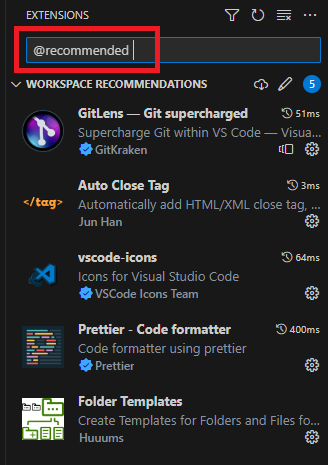 EXTENSIONS
@recommended
WORKSPACE RECOMMENDATIONS 5
GitLens — Git supercharged 51ms
Supercharge Git within VS Code — Visua...
GitKraken
Auto Close Tag 3ms
</tag> Automatically add HTML/XML close tag, ...
Jun Han
vscode-icons 64ms
Icons for Visual Studio Code
VSCode Icons Team
Prettier - Code formatter 400ms
Code formatter using prettier
Prettier
Folder Templates
Create Templates for Folders and Files fo...
Huuums